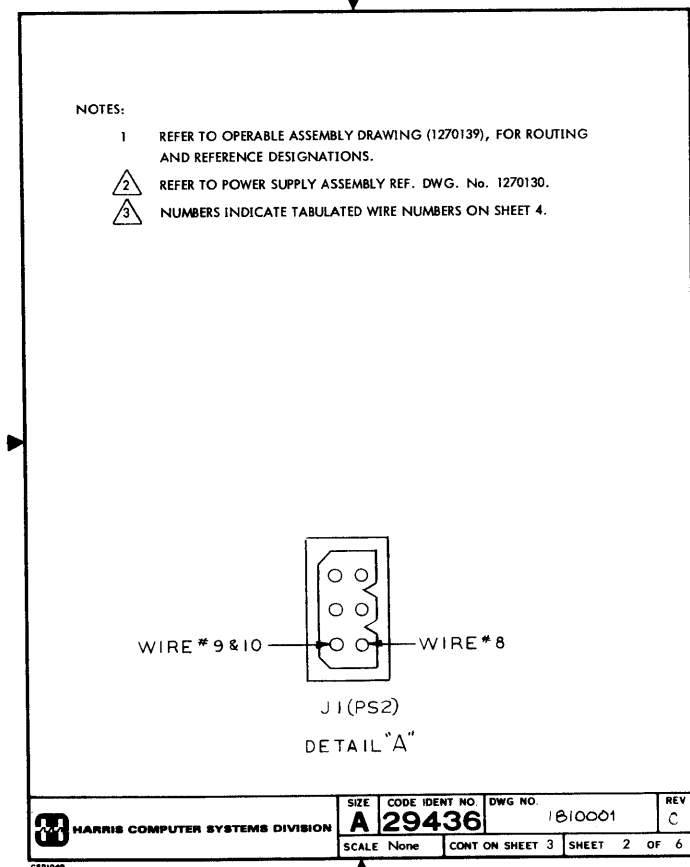 NOTES:
1 REFER TO OPERABLE ASSEMBLY DRAWING (1270139), FOR ROUTING
AND REFERENCE DESIGNATIONS.
2 REFER TO POWER SUPPLY ASSEMBLY REF. DWG. No. 1270130.
3 NUMBERS INDICATE TABULATED WIRE NUMBERS ON SHEET 4.
WIRE #9 & 10
WIRE #8
J1(PS2)
DETAIL "A"
HARRIS COMPUTER SYSTEMS DIVISION
SIZE A
CODE IDENT NO. 29436
DWG NO. 1810001
REV C
SCALE None
CONT ON SHEET 3
SHEET 2 OF 6